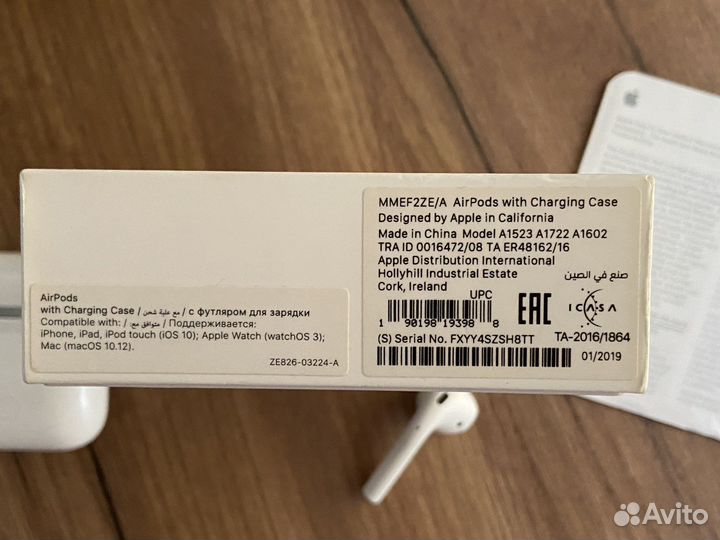 MMEF2ZE/A AirPods with Charging Case
Designed by Apple in California
Made in China Model A1523 A1722 A1602
TRA ID 0016472/08 TA ER48162/16
Apple Distribution International
Hollyhill Industrial Estate
صنع في الصين
Cork, Ireland
UPC
1 90198 19398 8
EAC
ICASA
(S) Serial No. FXYY4SZSH8TT
TA-2016/1864
01/2019
AirPods
with Charging Case / مع علبة شحن / с футляром для зарядки
Compatible with: / متوافق مع: / Поддерживается:
iPhone, iPad, iPod touch (iOS 10); Apple Watch (watchOS 3);
Mac (macOS 10.12).
ZE826-03224-A
Avito